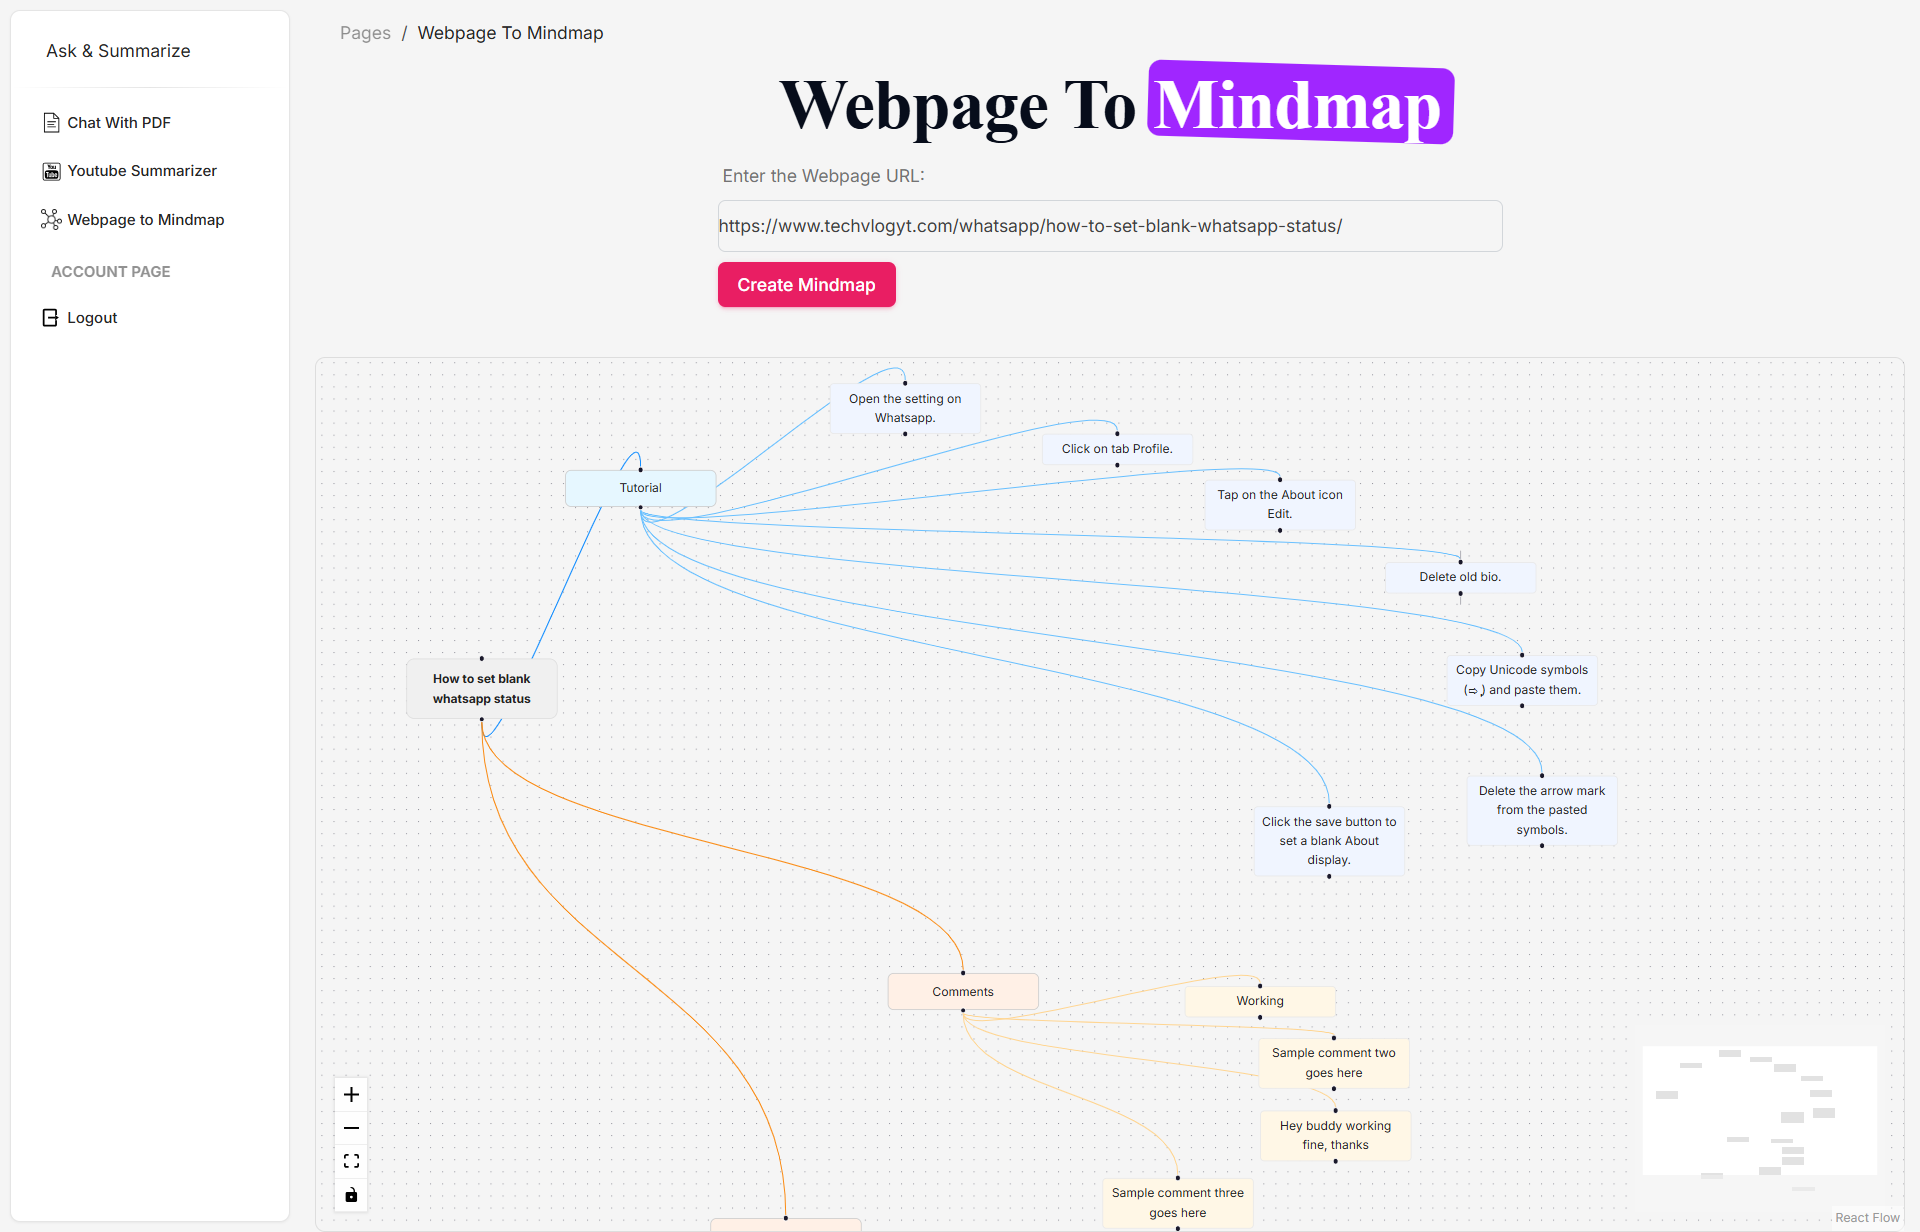 Ask & Summarize
Chat With PDF
Youtube Summarizer
Webpage to Mindmap
ACCOUNT PAGE
Logout
Pages / Webpage To Mindmap
Webpage To Mindmap
Enter the Webpage URL:
https://www.techvlogyt.com/whatsapp/how-to-set-blank-whatsapp-status/
Create Mindmap
Open the setting on
Whatsapp.
Click on tab Profile.
Tutorial
Tap on the About icon
Edit.
Delete old bio.
How to set blank
whatsapp status
Copy Unicode symbols
(⇨ ̧) and paste them.
Delete the arrow mark
from the pasted
symbols.
Click the save button to
set a blank About
display.
Comments
Working
Sample comment two
goes here
Hey buddy working
fine, thanks
Sample comment three
goes here
React Flow